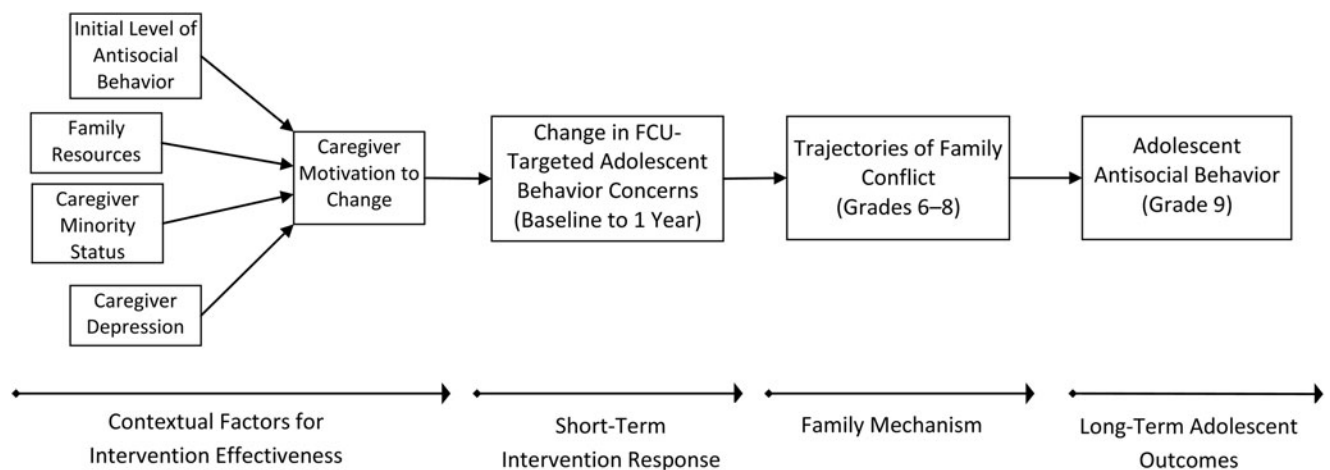 Initial Level of
Antisocial
Behavior
Family
Resources
Caregiver
Minority
Status
Caregiver
Depression
Caregiver
Motivation to
Change
Change in FCU-
Targeted Adolescent
Behavior Concerns
(Baseline to 1 Year)
Trajectories of Family
Conflict
(Grades 6–8)
Adolescent
Antisocial Behavior
(Grade 9)
Contextual Factors for
Intervention Effectiveness
Short-Term
Intervention Response
Family Mechanism
Long-Term Adolescent
Outcomes